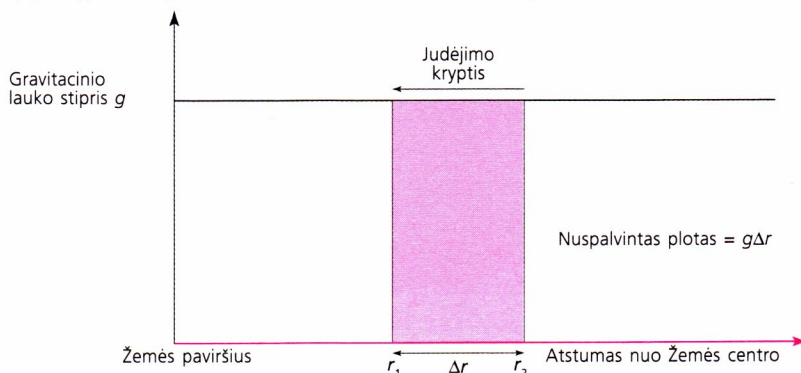 Judėjimo
kryptis
Gravitacinio
lauko stipris g
Nuspalvintas plotas = gΔr
Žemės paviršius
r₁
Δr
r₂
Atstumas nuo Žemės centro